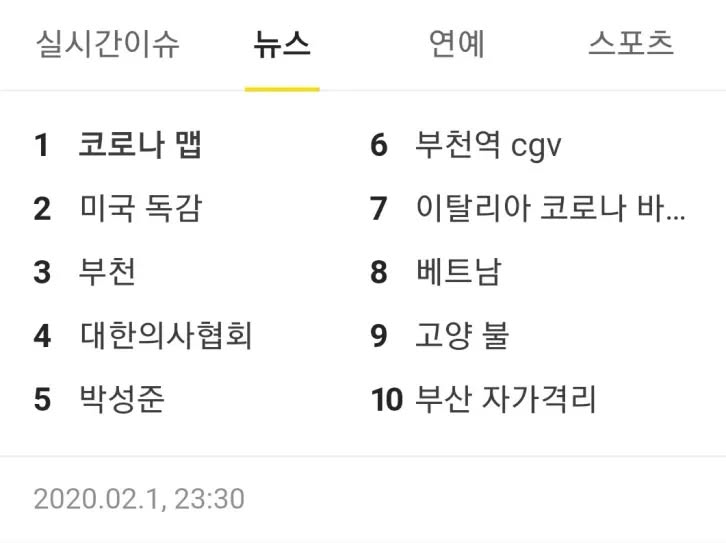 실시간이슈 뉴스 연예 스포츠
1 코로나 맵
2 미국 독감
3 부천
4 대한의사협회
5 박성준
6 부천역 cgv
7 이탈리아 코로나 바...
8 베트남
9 고양 불
10 부산 자가격리
2020.02.1, 23:30